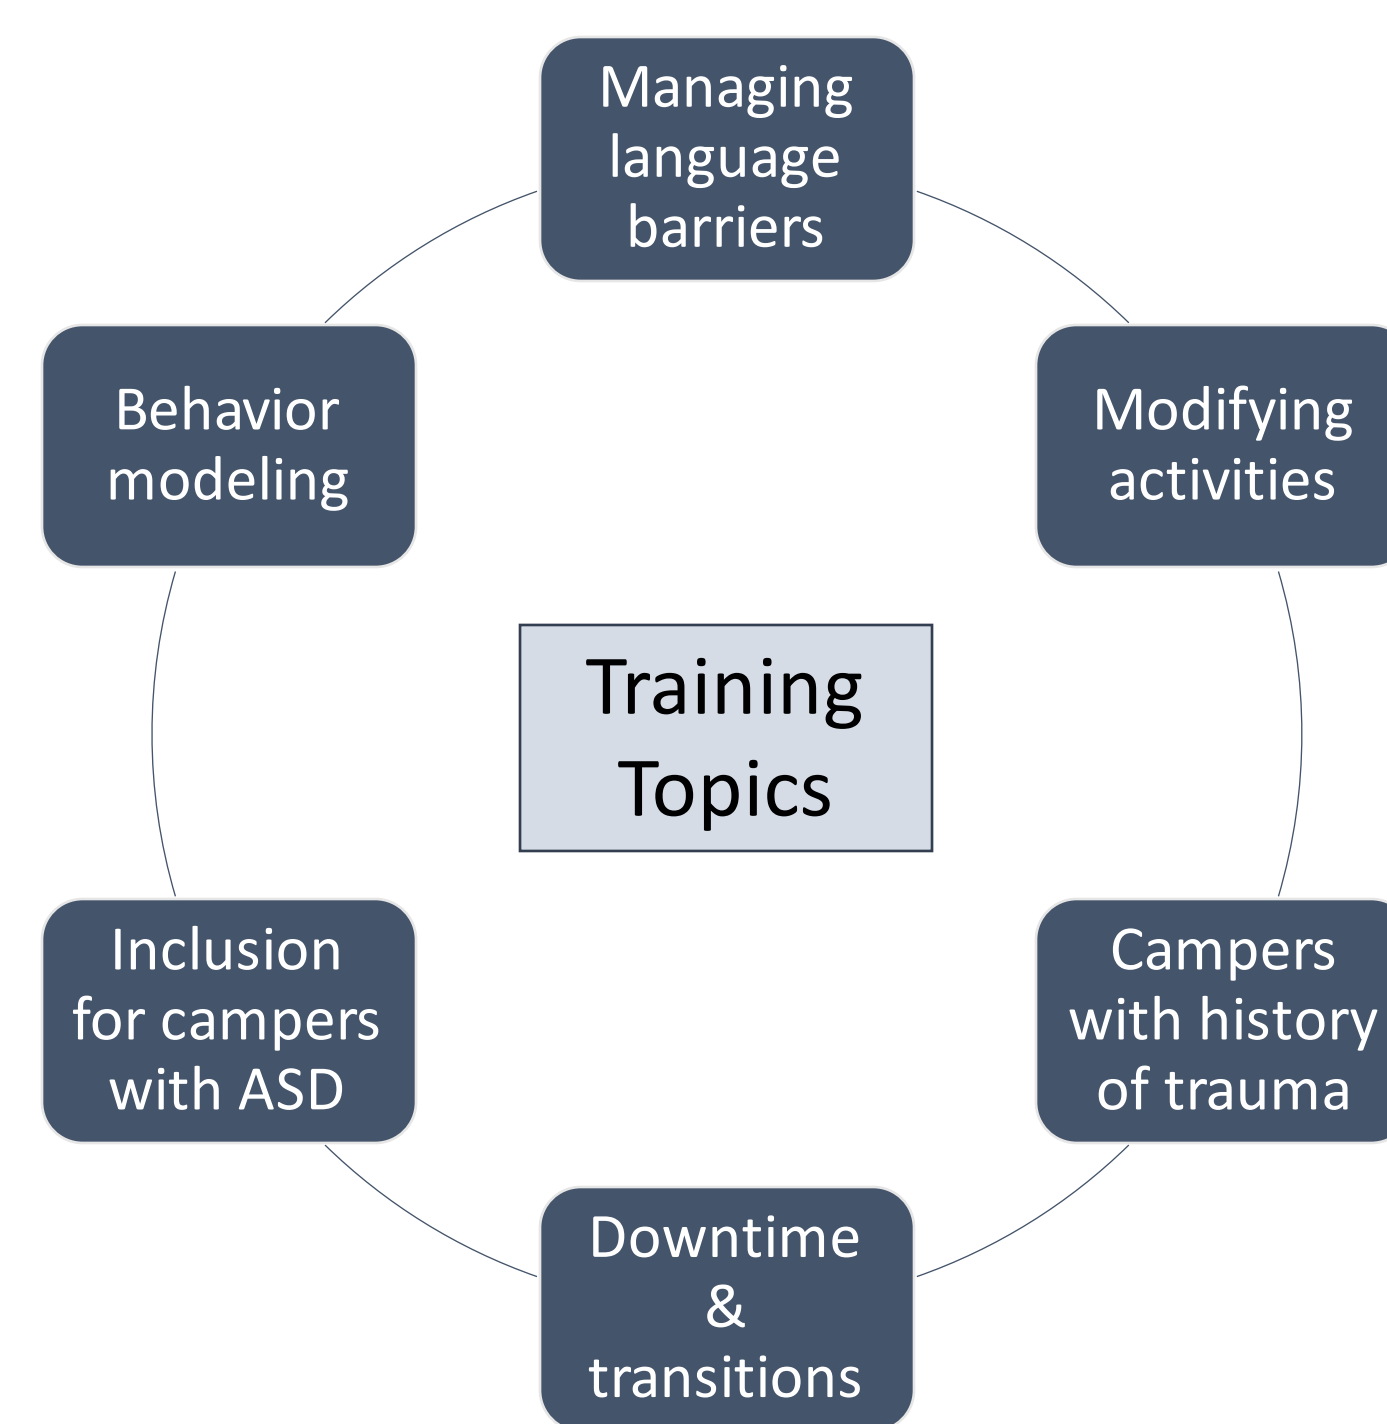 Managing
language
barriers
Modifying
activities
Campers
with history
of trauma
Downtime
&
transitions
Inclusion
for campers
with ASD
Behavior
modeling
Training
Topics